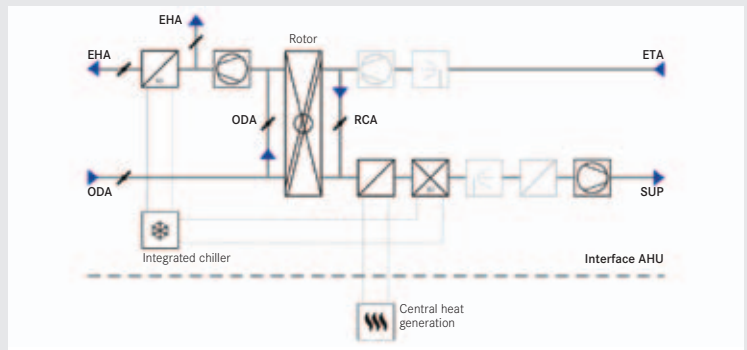 EHA
Rotor
EHA
ETA
ODA
RCA
ODA
SUP
Integrated chiller
Interface AHU
Central heat
generation